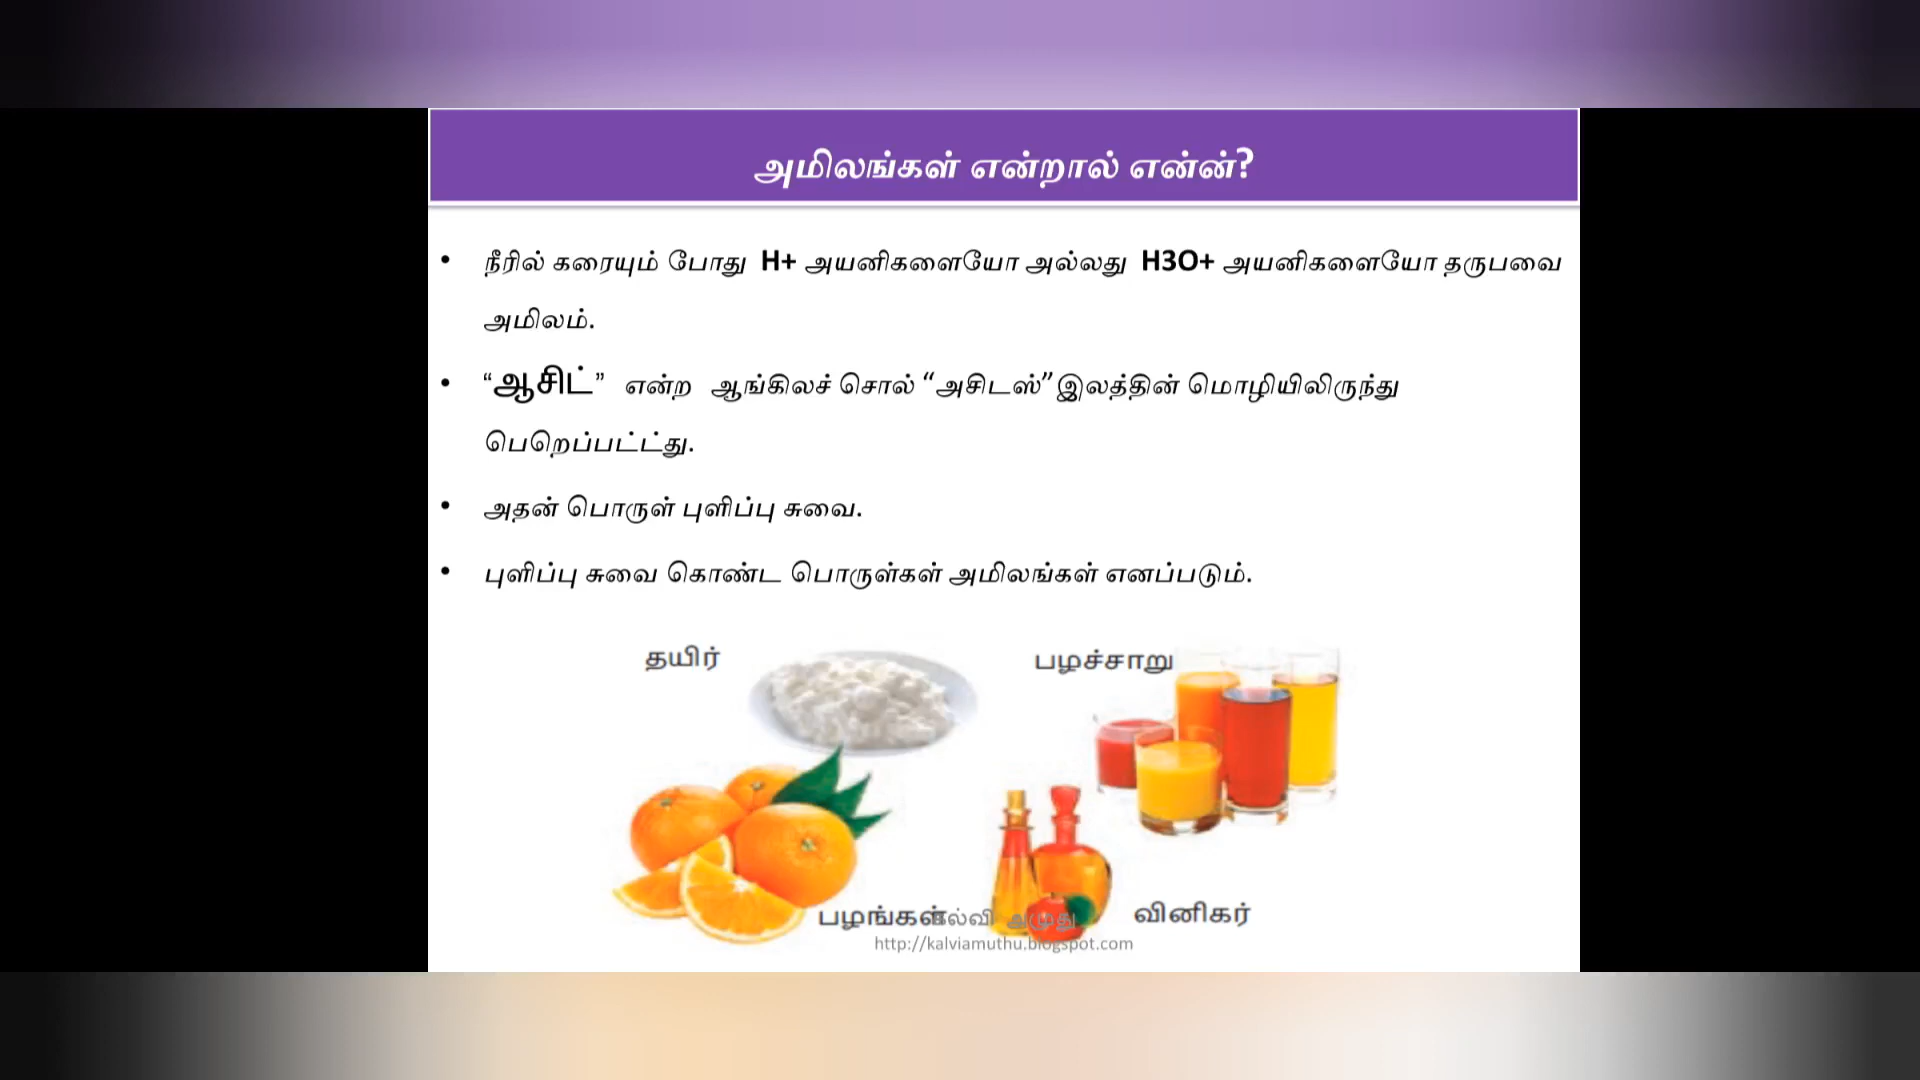 அமிலங்கள் என்றால் என்ன்?
• நீரில் கரையும் போது H+ அயனிகளையோ அல்லது H3O+ அயனிகளையோ தருபவை
அமிலம்.
• “ஆசிட்” என்ற ஆங்கிலச் சொல் “அசிடஸ்”இலத்தின் மொழியிலிருந்து
பெறெப்பட்ட்து.
• அதன் பொருள் புளிப்பு சுவை.
• புளிப்பு சுவை கொண்ட பொருள்கள் அமிலங்கள் எனப்படும்.
தயிர்
பழச்சாறு
பழங்கள்
வினிகர்
கல்வி அமுது
http://kalviamuthu.blogspot.com